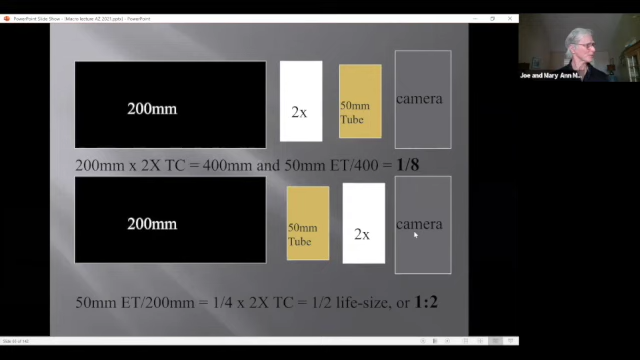 PowerPoint Slide Show - [Macro lecture AZ 2021.pptx] - PowerPoint
Joe and Mary Ann M...
200mm
2x
50mm
Tube
camera
200mm x 2X TC = 400mm and 50mm ET/400 = 1/8
200mm
50mm
Tube
2x
camera
50mm ET/200mm = 1/4 x 2X TC = 1/2 life-size, or 1:2